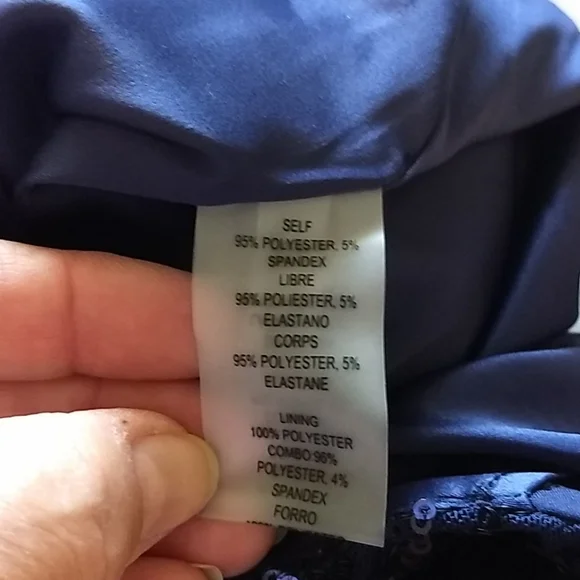 SELF
95% POLYESTER, 5%
SPANDEX
LIBRE
95% POLIESTER, 5%
ELASTANO
CORPS
95% POLYESTER, 5%
ELASTANE
LINING
100% POLYESTER
COMBO 96%
POLYESTER, 4%
SPANDEX
FORRO